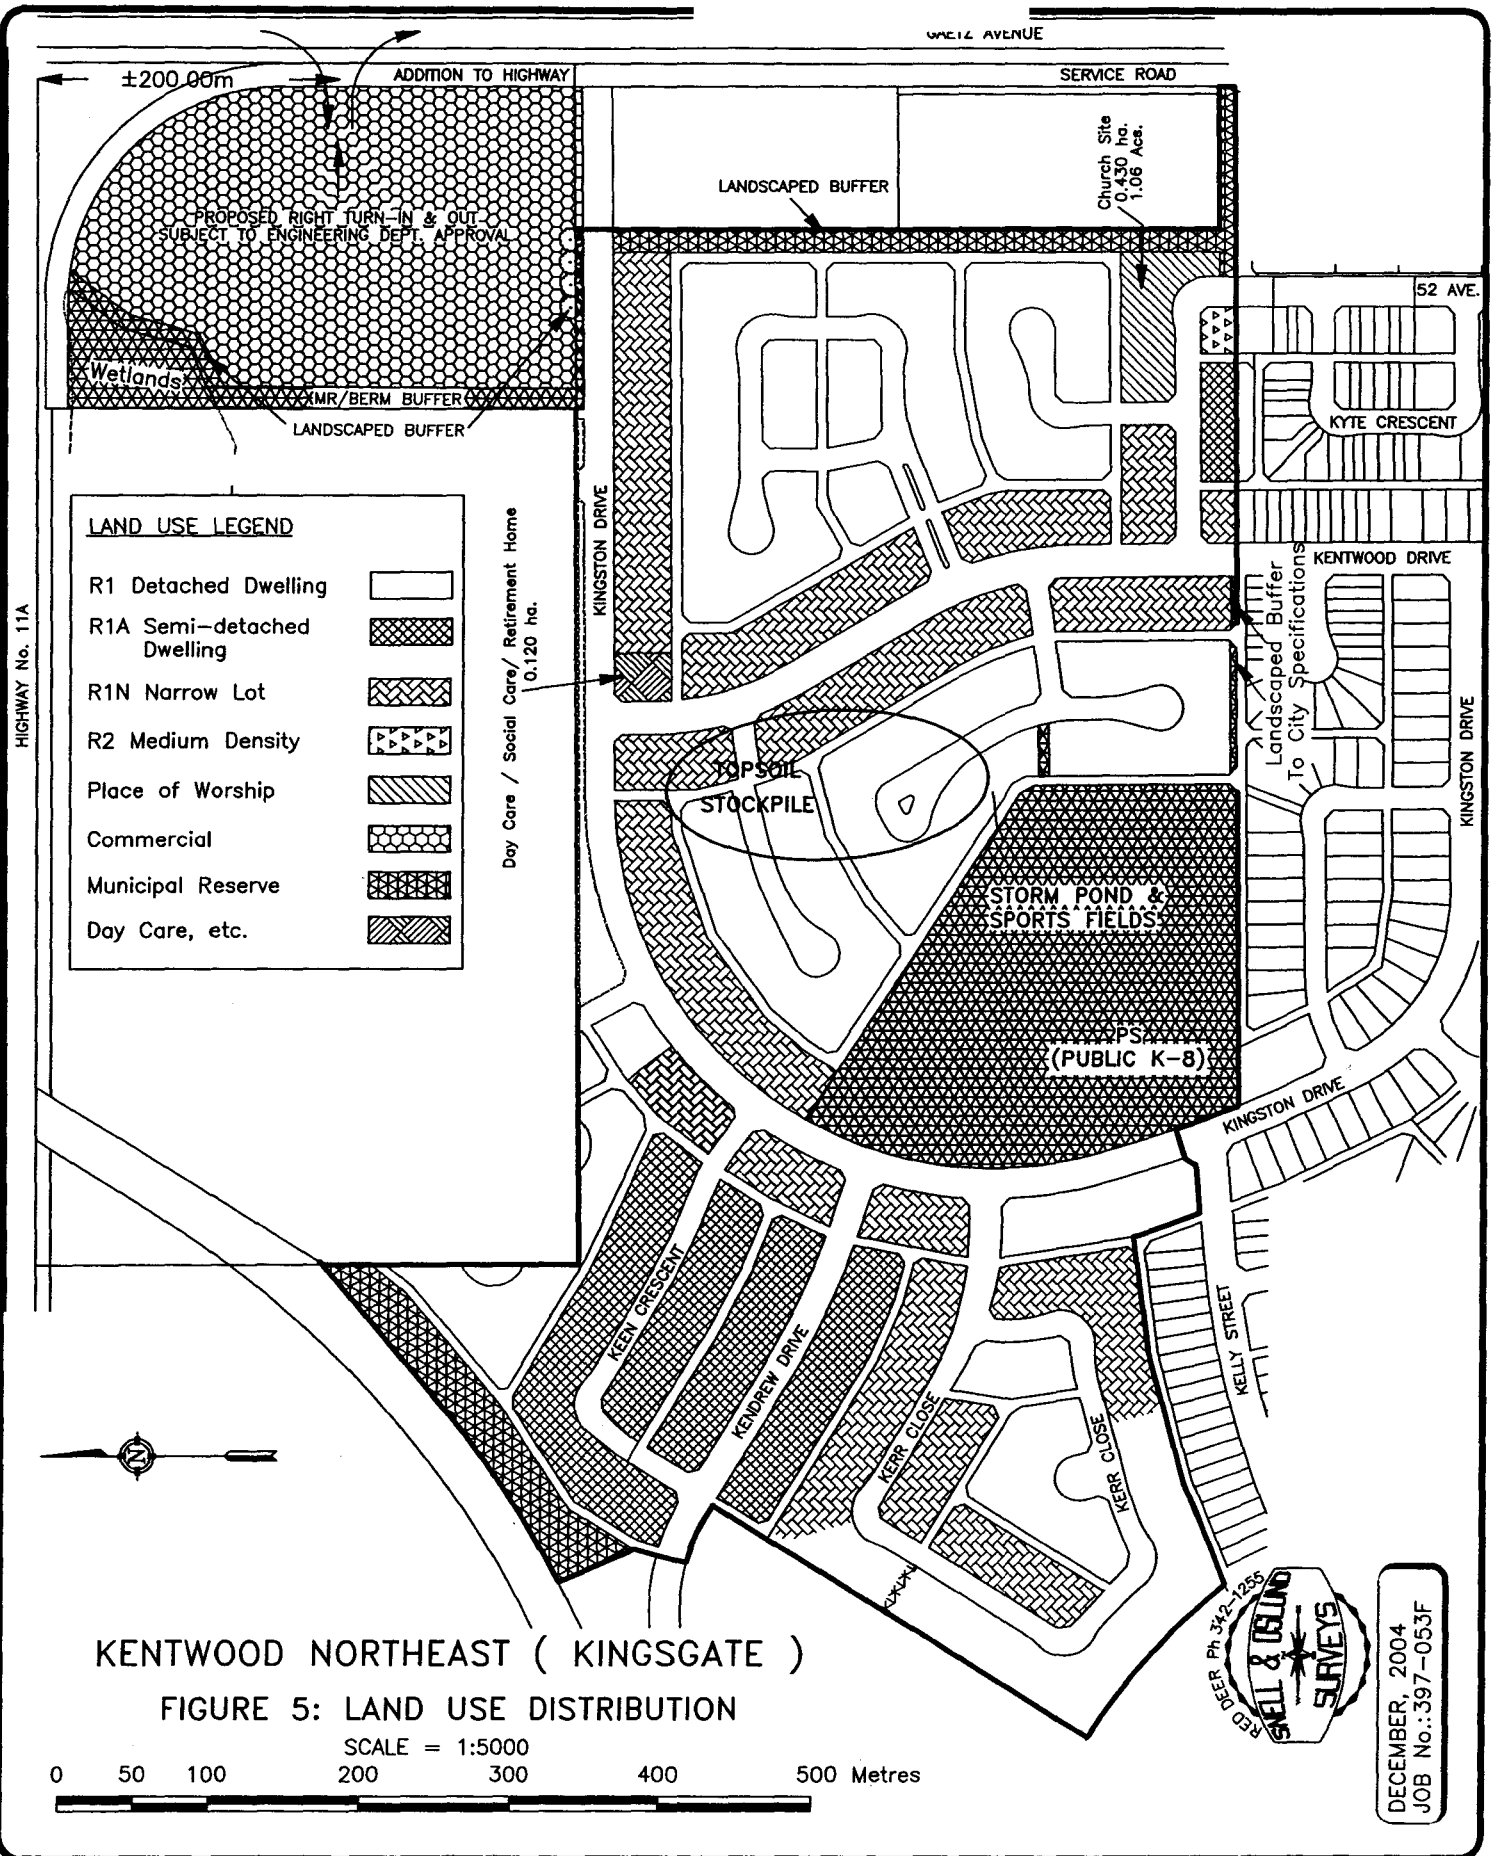 GAETZ AVENUE
±200.00m
ADDITION TO HIGHWAY
SERVICE ROAD
Church Site
0.430 ha.
1.06 Acs.
LANDSCAPED BUFFER
PROPOSED RIGHT TURN-IN & OUT
SUBJECT TO ENGINEERING DEPT. APPROVAL
52 AVE.
Wetlands
MR/BERM BUFFER
LANDSCAPED BUFFER
KYTE CRESCENT
KINGSTON DRIVE
KENTWOOD DRIVE
LAND USE LEGEND
R1 Detached Dwelling
R1A Semi-detached
Dwelling
R1N Narrow Lot
R2 Medium Density
Place of Worship
Commercial
Municipal Reserve
Day Care, etc.
HIGHWAY No. 11A
Day Care / Social Care/ Retirement Home
0.120 ha.
Landscaped Buffer
To City Specifications
KINGSTON DRIVE
TOPSOIL
STOCKPILE
STORM POND &
SPORTS FIELDS
PS
(PUBLIC K-8)
KINGSTON DRIVE
KEEN CRESCENT
KENDREW DRIVE
KERR CLOSE
KERR CLOSE
KELLY STREET
N
KENTWOOD NORTHEAST ( KINGSGATE )
FIGURE 5: LAND USE DISTRIBUTION
SCALE = 1:5000
0 50 100 200 300 400 500 Metres
RED DEER Ph 342-1255
SNELL & OSLUND
SURVEYS
DECEMBER, 2004
JOB No.:397-053F